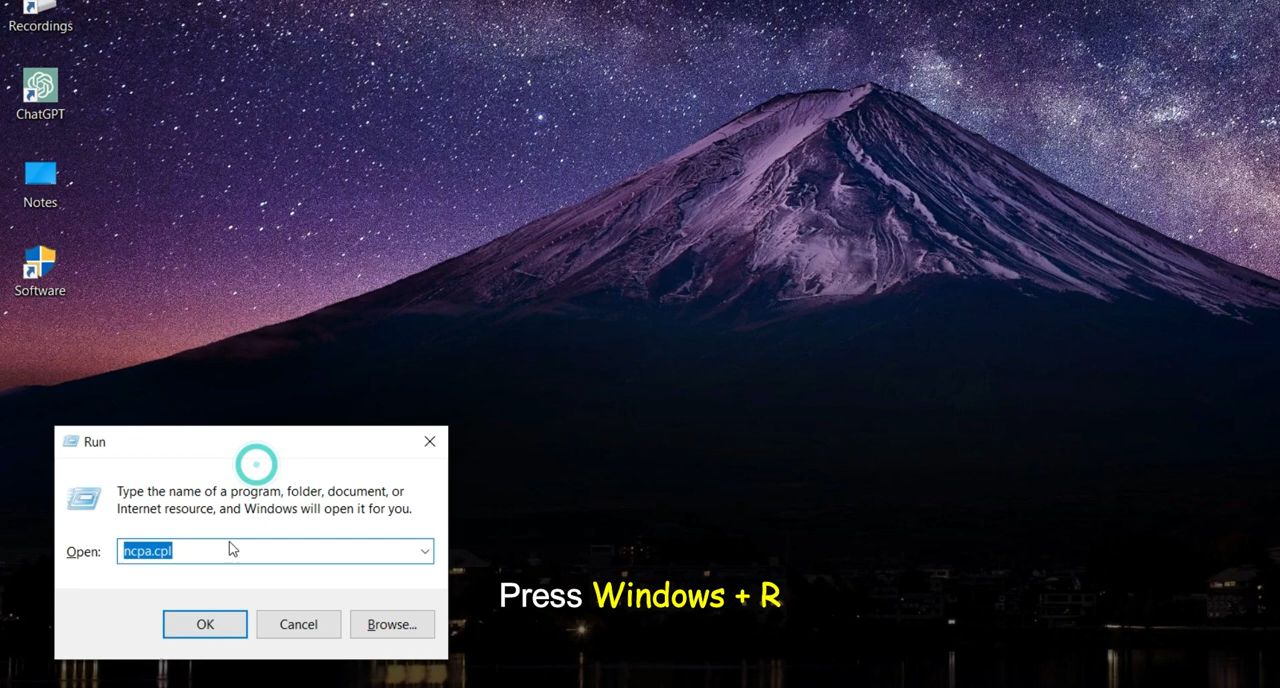 Recordings
ChatGPT
Notes
Software
Run
Type the name of a program, folder, document, or
Internet resource, and Windows will open it for you.
Open: ncpa.cpl
OK Cancel Browse...
Press Windows + R